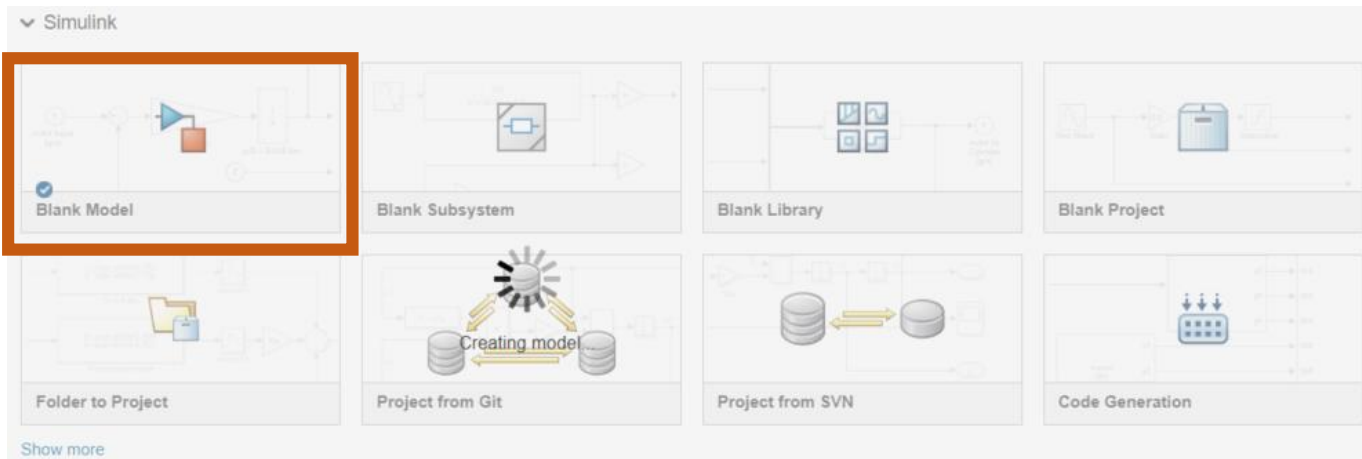 Simulink
Blank Model
Blank Subsystem
Blank Library
Blank Project
Creating model...
Folder to Project
Project from Git
Project from SVN
Code Generation
Show more